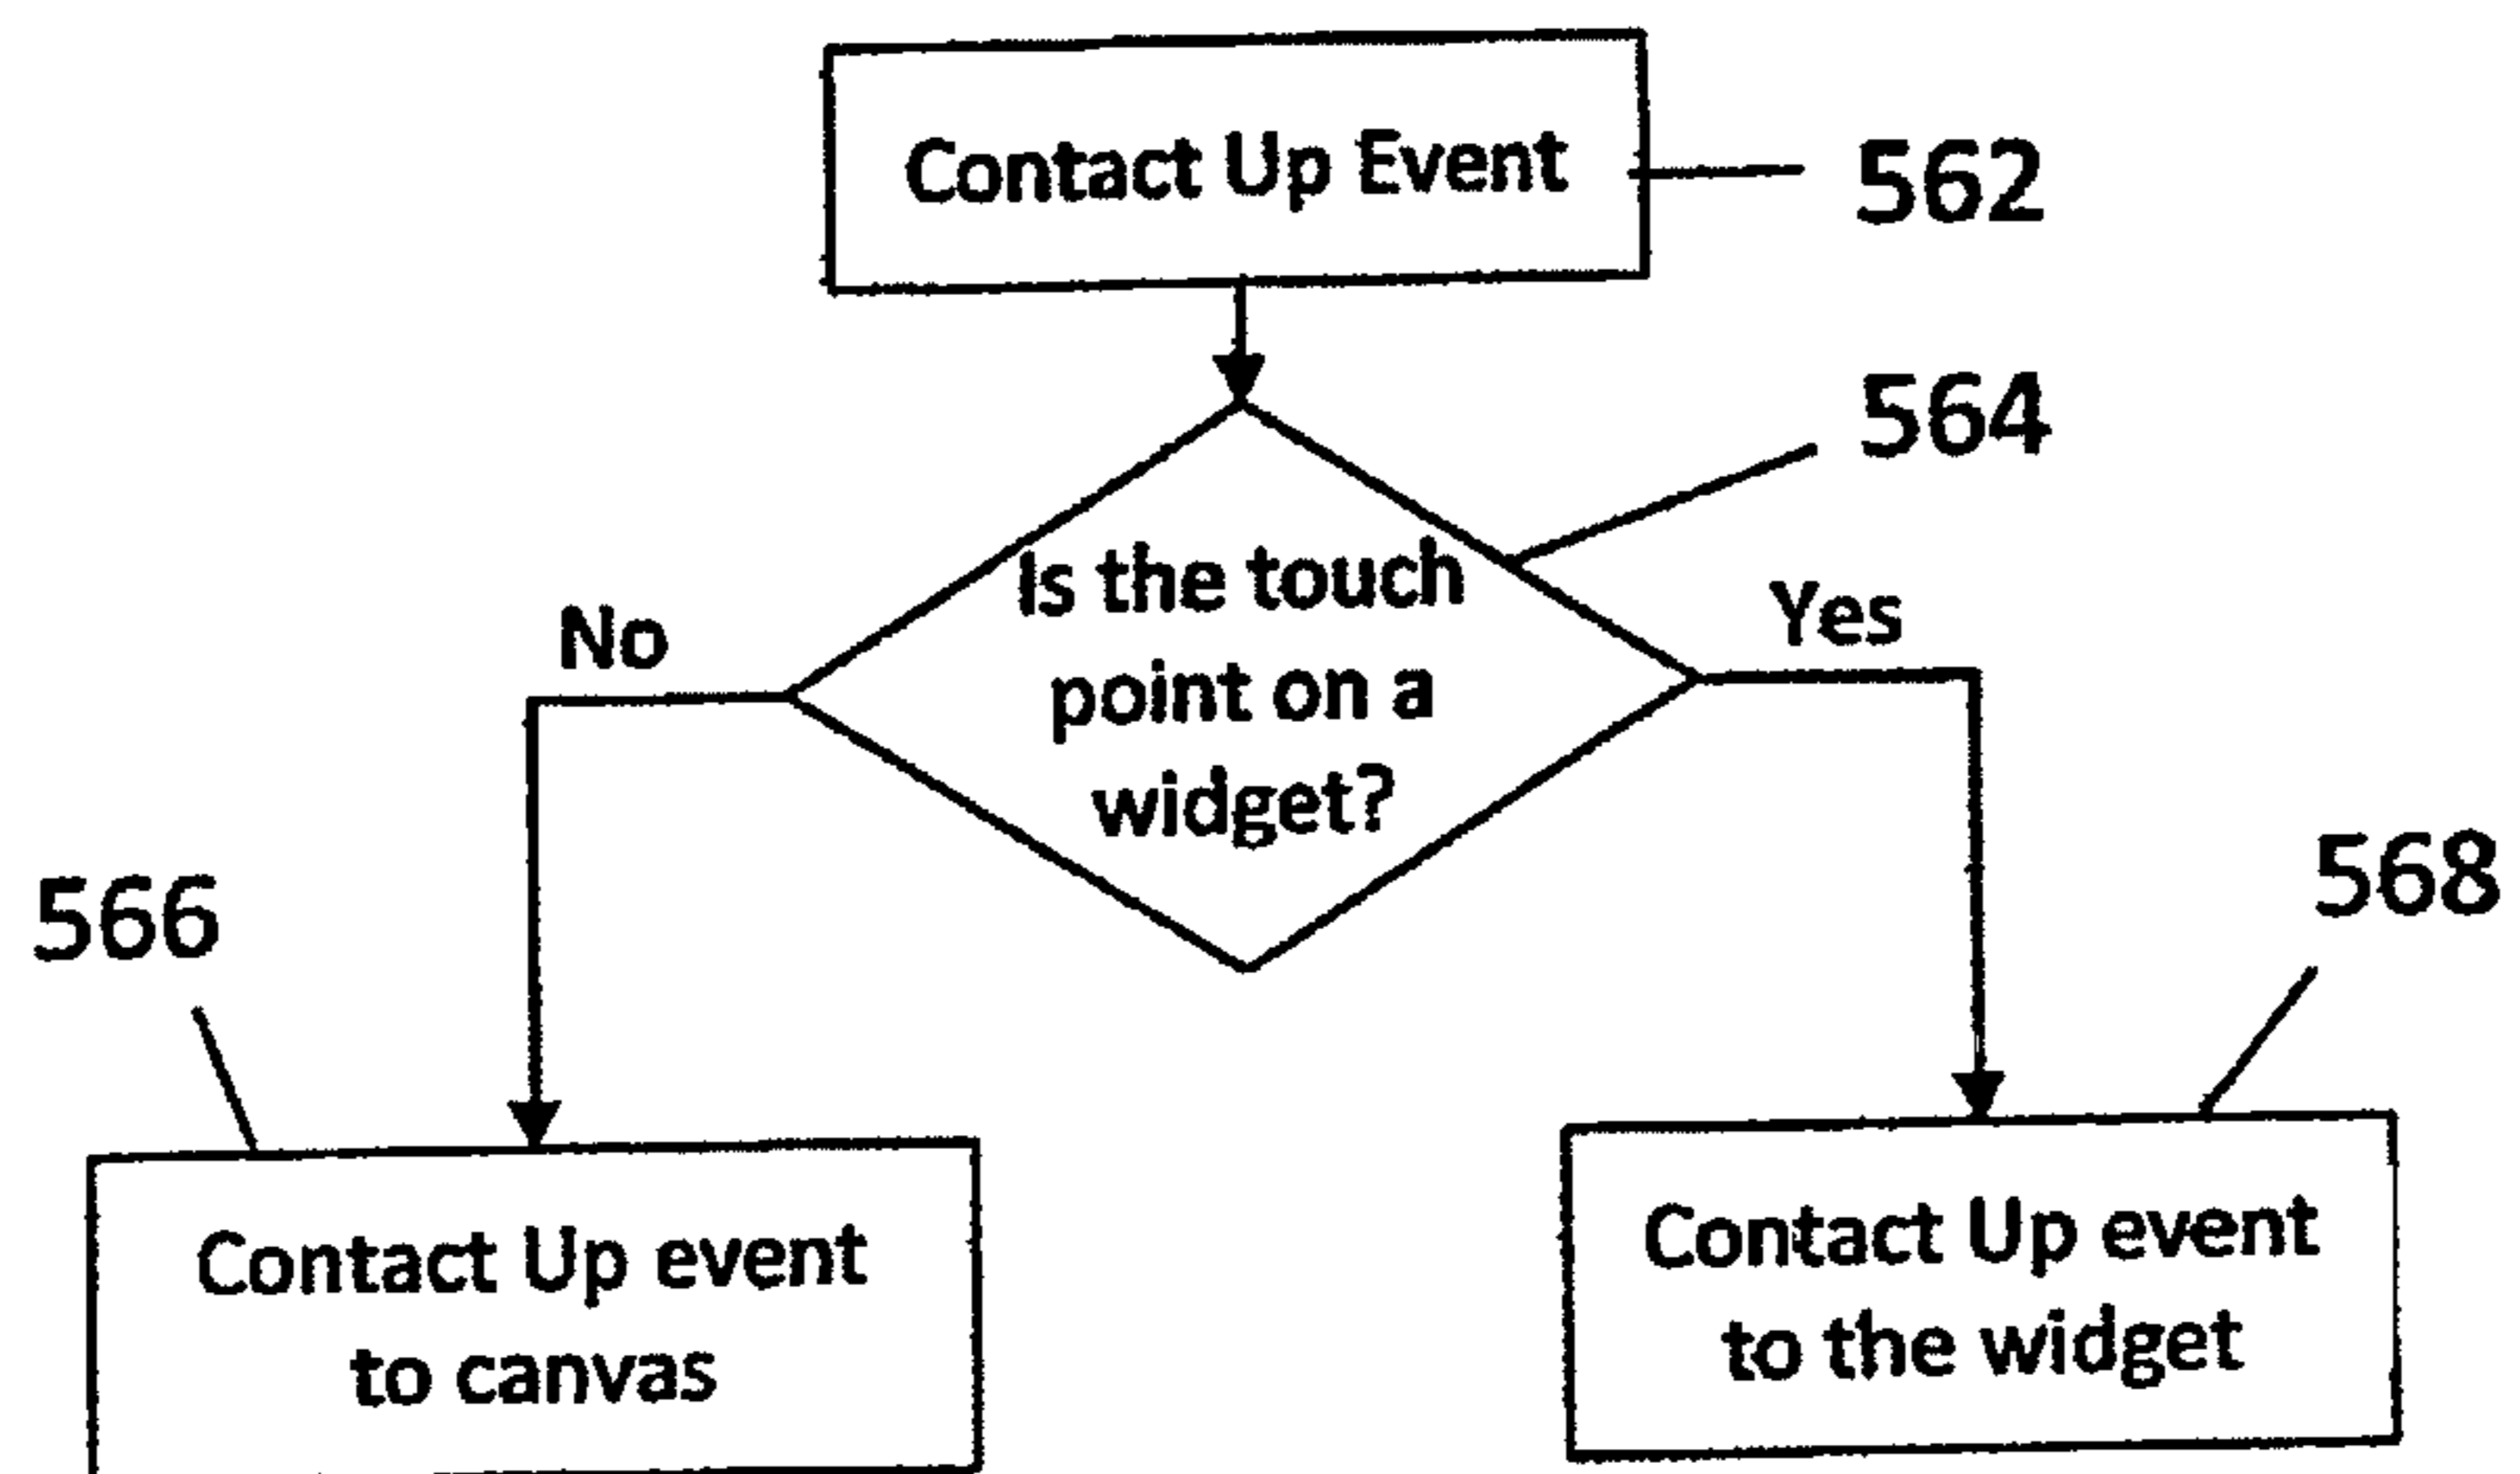 Contact Up Event
562
564
Is the touch
point on a
widget?
No
Yes
566
568
Contact Up event
to canvas
Contact Up event
to the widget